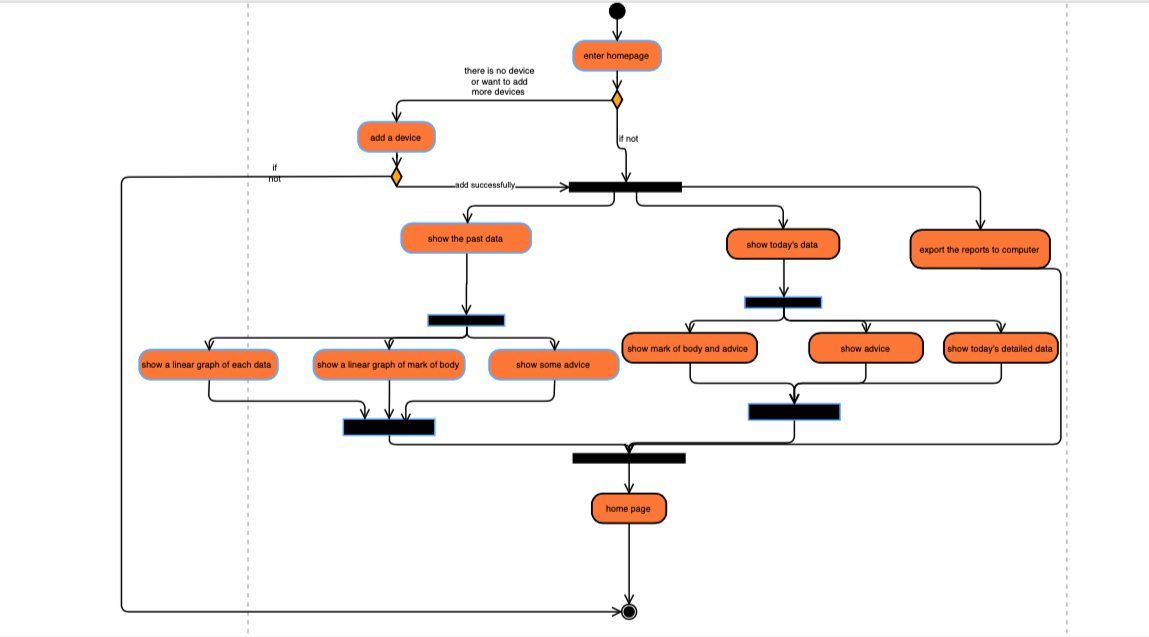 enter homepage
there is no device
or want to add
more devices
add a device
if not
if
not
add successfully
show the past data
show today's data
export the reports to computer
show a linear graph of each data
show a linear graph of mark of body
show some advice
show mark of body and advice
show advice
show today's detailed data
home page